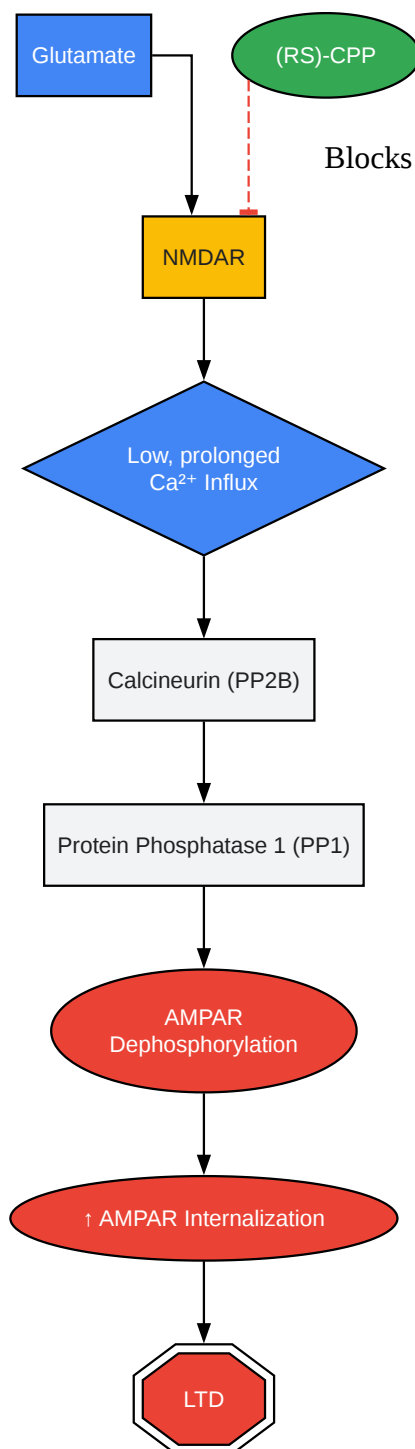 Glutamate
(RS)-CPP
Blocks
NMDAR
Low, prolonged
Ca²⁺ Influx
Calcineurin (PP2B)
Protein Phosphatase 1 (PP1)
AMPAR
Dephosphorylation
↑ AMPAR Internalization
LTD